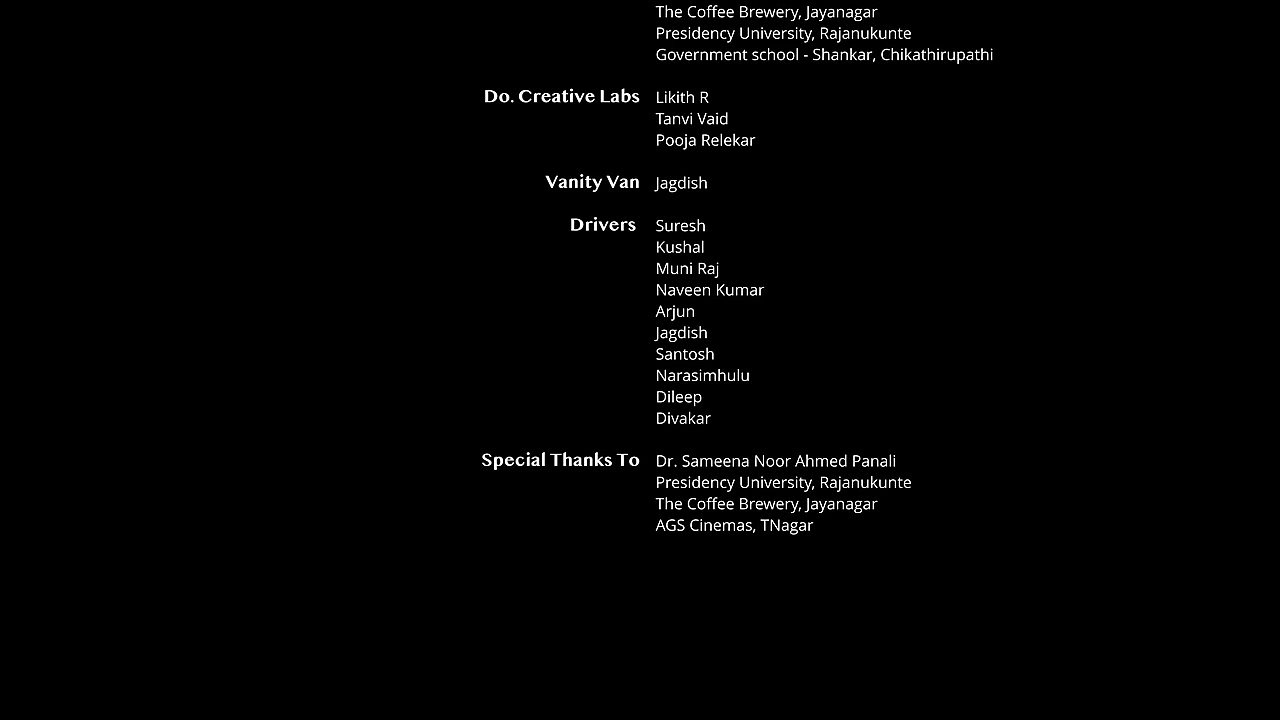 The Coffee Brewery, Jayanagar
Presidency University, Rajanukunte
Government school - Shankar, Chikathirupathi
Do. Creative Labs Likith R
Tanvi Vaid
Pooja Relekar
Vanity Van Jagdish
Drivers Suresh
Kushal
Muni Raj
Naveen Kumar
Arjun
Jagdish
Santosh
Narasimhulu
Dileep
Divakar
Special Thanks To Dr. Sameena Noor Ahmed Panali
Presidency University, Rajanukunte
The Coffee Brewery, Jayanagar
AGS Cinemas, TNagar